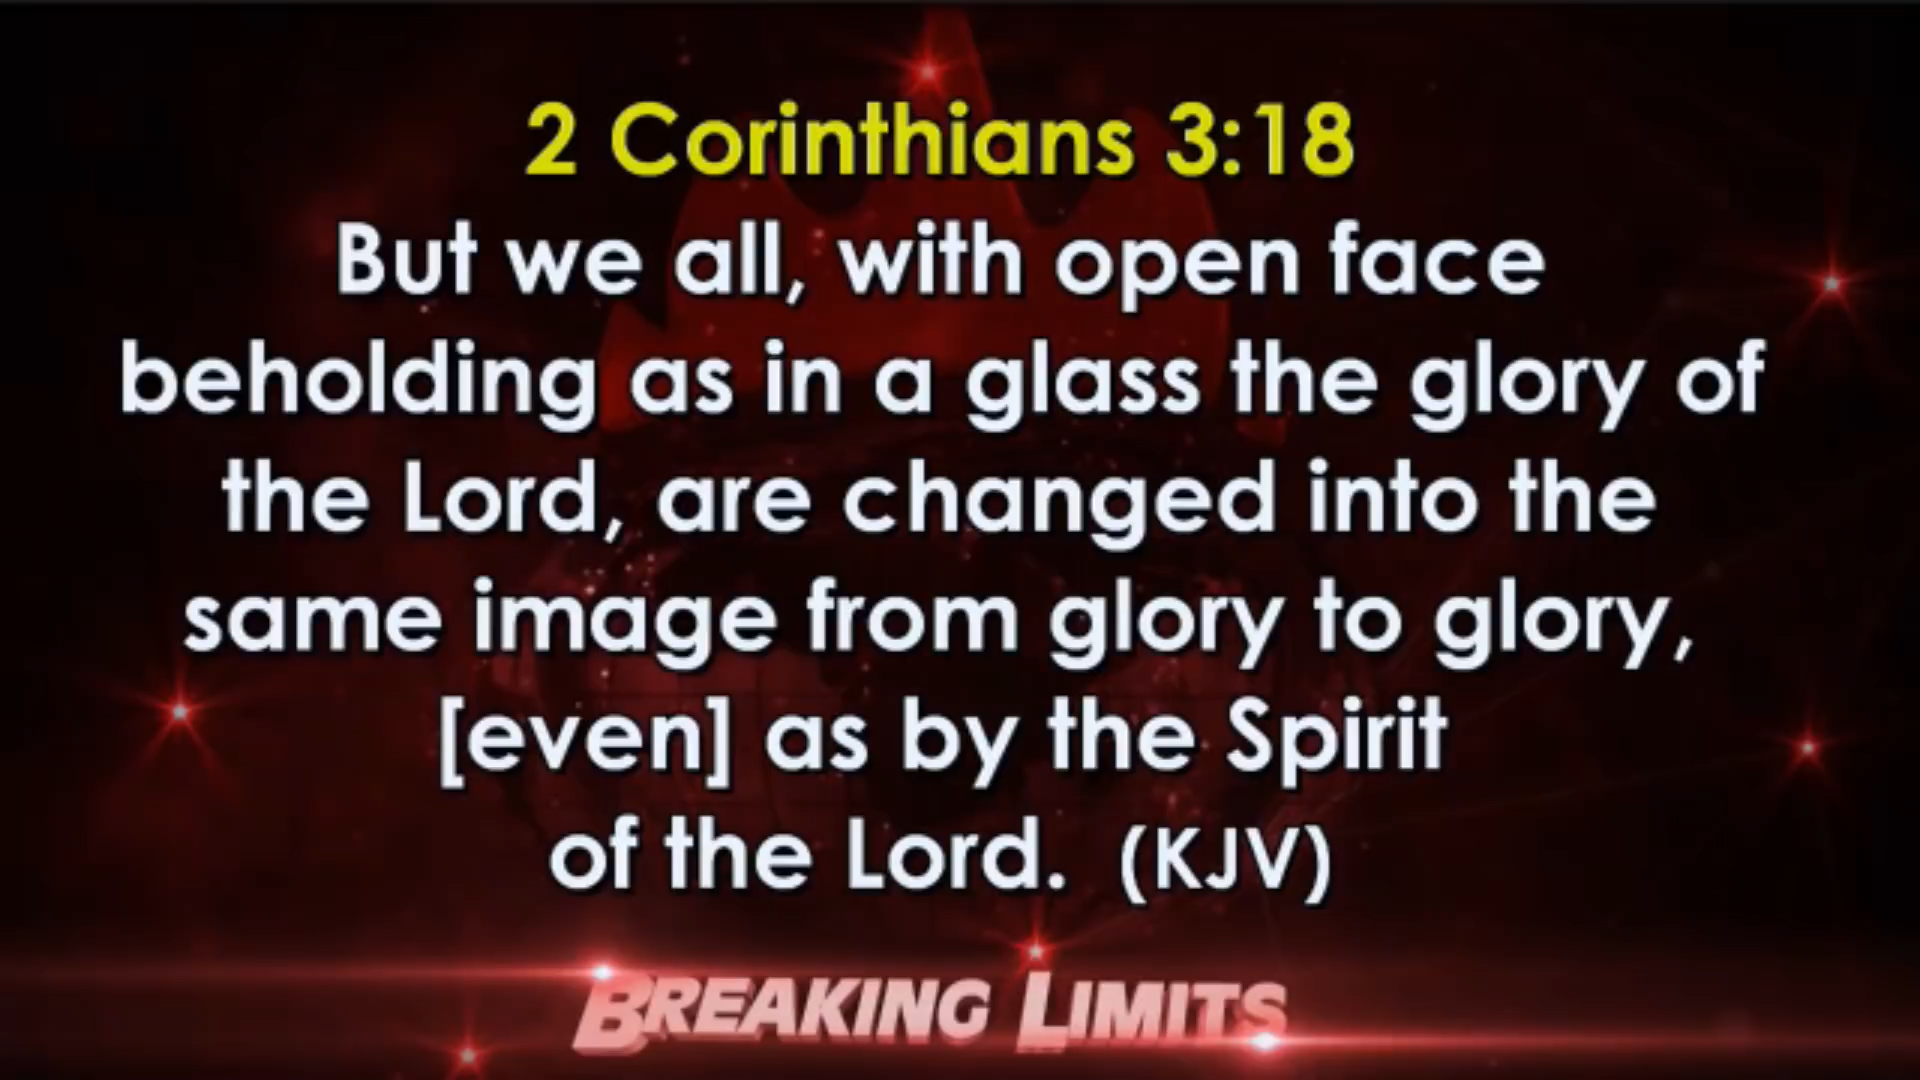 2 Corinthians 3:18
But we all, with open face
beholding as in a glass the glory of
the Lord, are changed into the
same image from glory to glory,
[even] as by the Spirit
of the Lord. (KJV)
BREAKING LIMITS